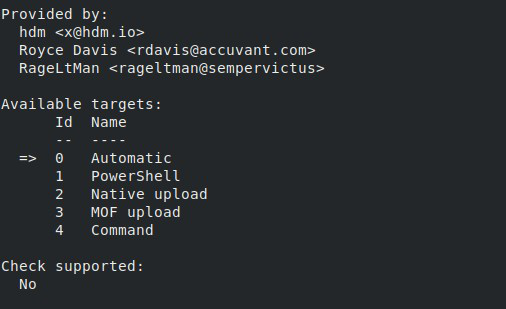 Provided by:
hdm <x@hdm.io>
Royce Davis <rdavis@accuvant.com>
RageLtMan <rageltman@sempervictus>
Available targets:
Id  Name
--  ----
=>  0   Automatic
1   PowerShell
2   Native upload
3   MOF upload
4   Command
Check supported:
No